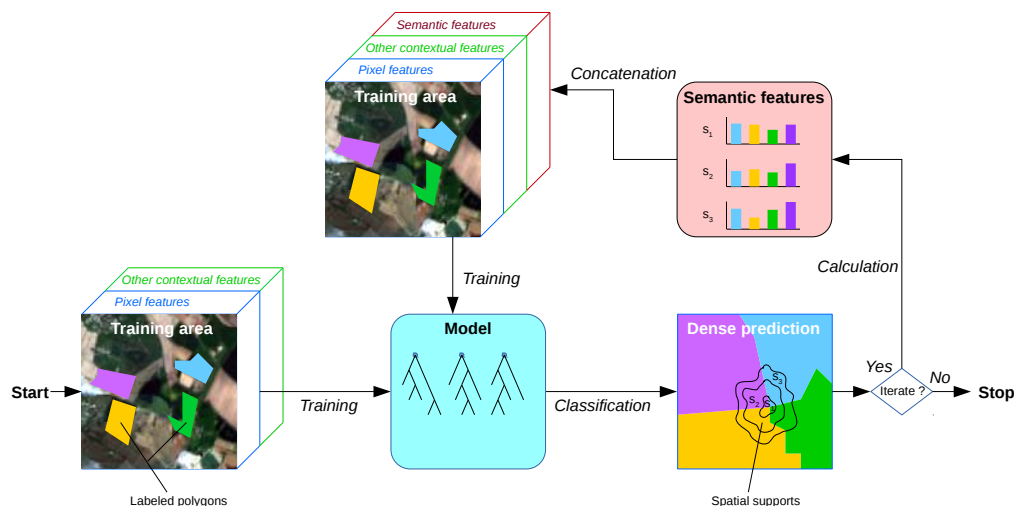 Semantic features
Other contextual features
Pixel features
Training area
Concatenation
Semantic features
s1
s2
s3
Training
Calculation
Other contextual features
Pixel features
Training area
Start
Training
Labeled polygons
Model
Classification
Dense prediction
s3
s2 s1
Spatial supports
Yes
Iterate ?
No
Stop